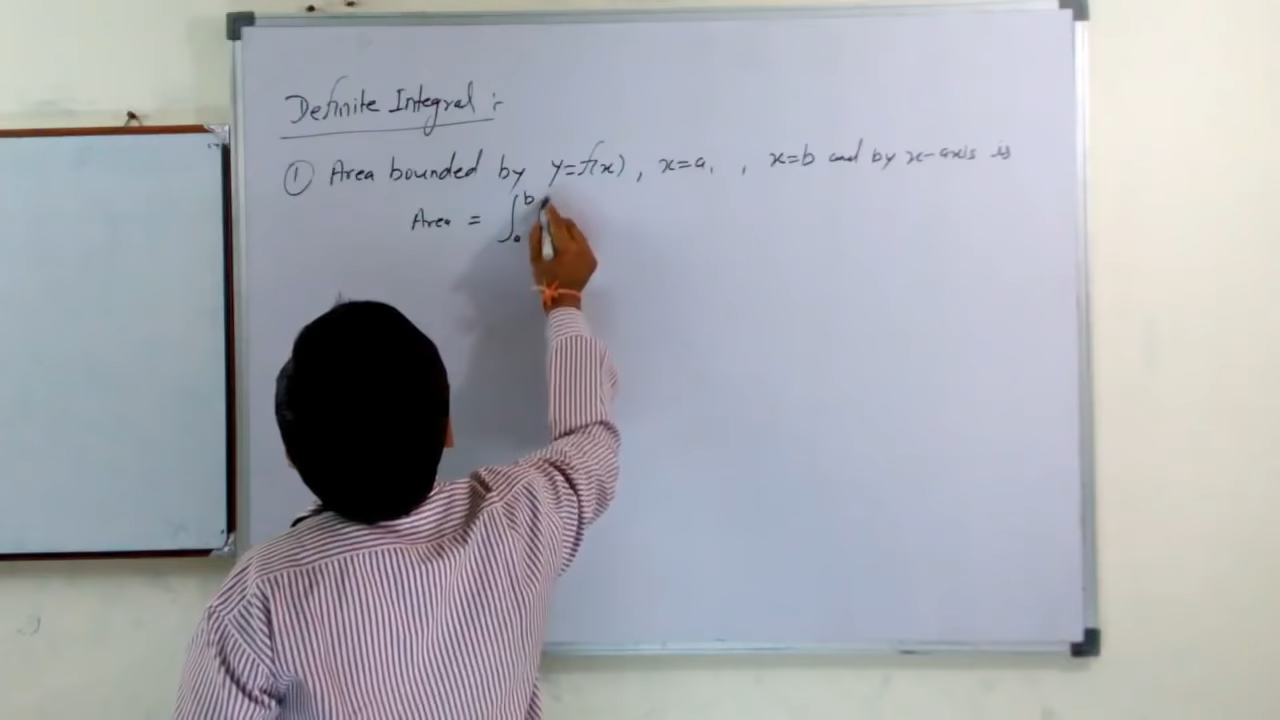 Definite Integral :-
① Area bounded by y=f(x), x=a, , x=b and by x-axis is
Area = ∫ₐᵇ